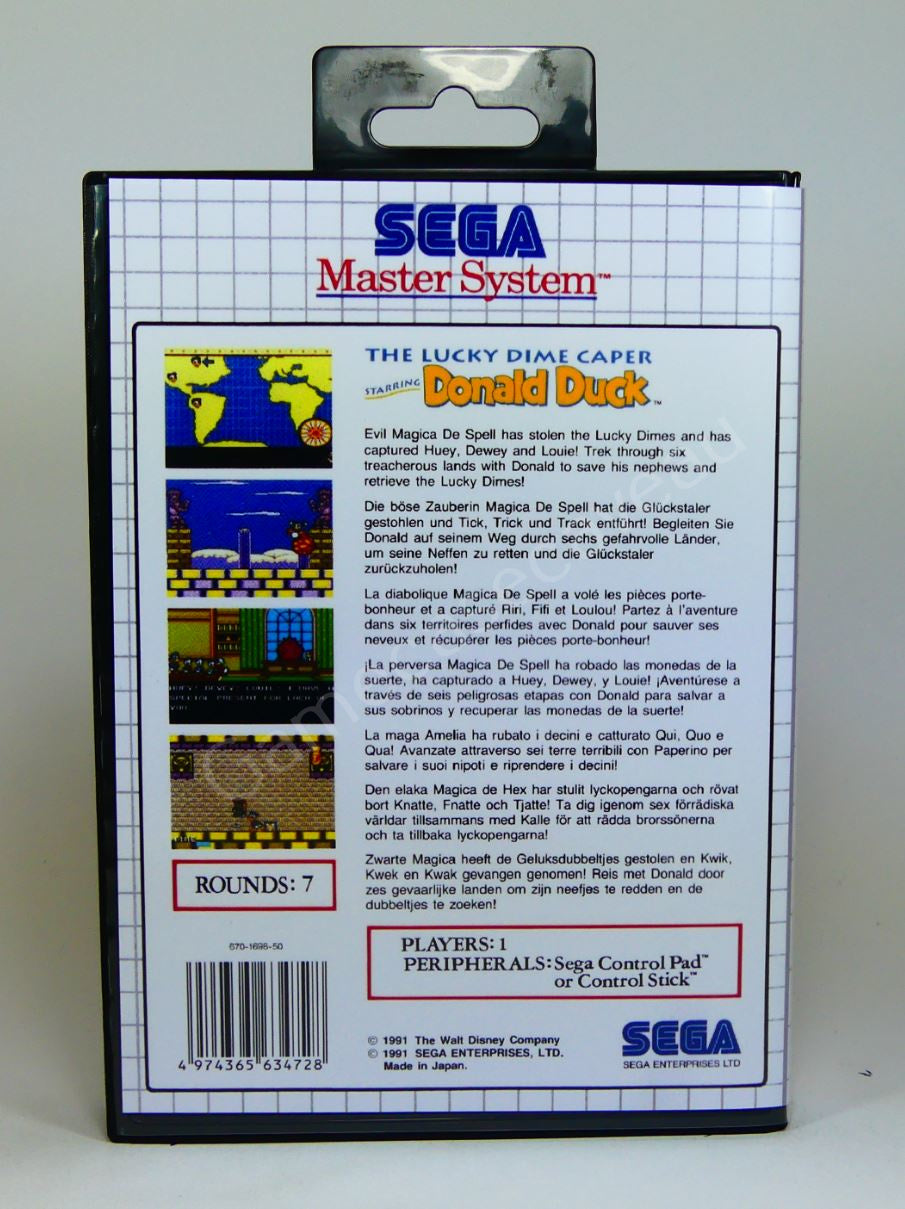 SEGA
Master System™
THE LUCKY DIME CAPER
STARRING Donald Duck™
Evil Magica De Spell has stolen the Lucky Dimes and has
captured Huey, Dewey and Louie! Trek through six
treacherous lands with Donald to save his nephews and
retrieve the Lucky Dimes!
Die böse Zauberin Magica De Spell hat die Glückstaler
gestohlen und Tick, Trick und Track entführt! Begleiten Sie
Donald auf seinem Weg durch sechs gefahrvolle Länder,
um seine Neffen zu retten und die Glückstaler
zurückzuholen!
La diabolique Magica De Spell a volé les pièces porte-
bonheur et a capturé Riri, Fifi et Loulou! Partez à l'aventure
dans six territoires perfides avec Donald pour sauver ses
neveux et récupérer les pièces porte-bonheur!
¡La perversa Magica De Spell ha robado las monedas de la
suerte, ha capturado a Huey, Dewey, y Louie! ¡Aventúrese a
través de seis peligrosas etapas con Donald para salvar a
sus sobrinos y recuperar las monedas de la suerte!
La maga Amelia ha rubato i decini e catturato Qui, Quo e
Qua! Avanzate attraverso sei terre terribili con Paperino per
salvare i suoi nipoti e riprendere i decini!
Den elaka Magica de Hex har stulit lyckopengarna och rövat
bort Knatte, Fnatte och Tjatte! Ta dig igenom sex förrädiska
världar tillsammans med Kalle för att rädda brorssönerna
och ta tillbaka lyckopengarna!
Zwarte Magica heeft de Geluksdubbeltjes gestolen en Kwik,
Kwek en Kwak gevangen genomen! Reis met Donald door
zes gevaarlijke landen om zijn neefjes te redden en de
dubbeltjes te zoeken!
HUEY, DEWEY, LOUIE, I HAVE A
SPECIAL PRESENT FOR EACH
YOU
ROUNDS: 7
670-1698-50
4 974365 634728
PLAYERS: 1
PERIPHERALS: Sega Control Pad™
or Control Stick™
© 1991 The Walt Disney Company
© 1991 SEGA ENTERPRISES, LTD.
Made in Japan.
SEGA
SEGA ENTERPRISES LTD